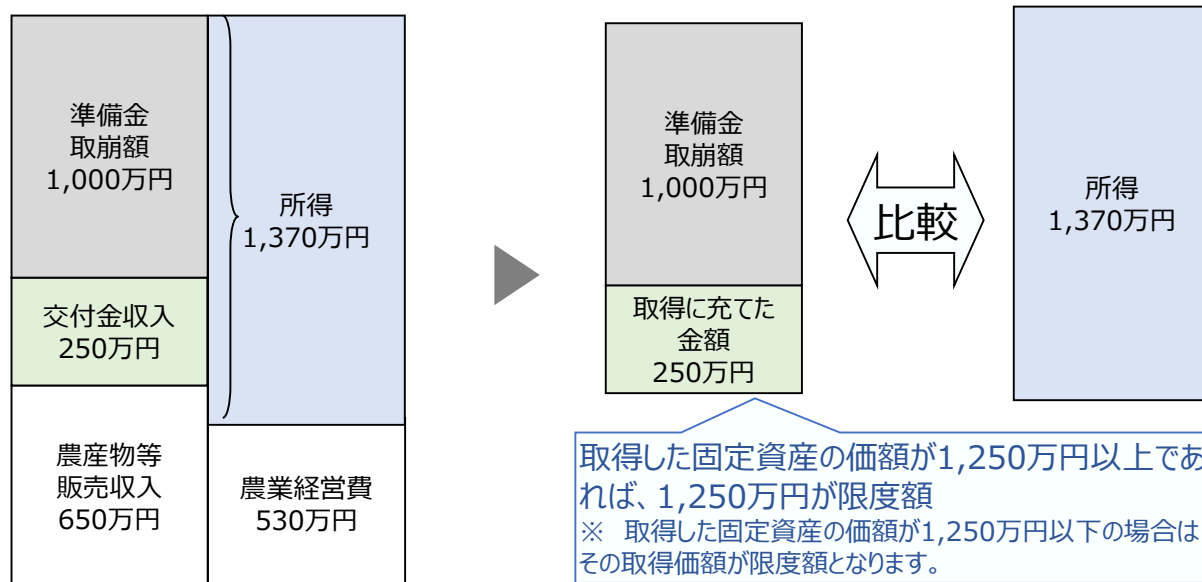 準備金
取崩額
1,000万円
所得
1,370万円
交付金収入
250万円
農産物等
販売収入
650万円
農業経営費
530万円
準備金
取崩額
1,000万円
取得に充てた
金額
250万円
比較
所得
1,370万円
取得した固定資産の価額が1,250万円以上であ
れば、1,250万円が限度額
※ 取得した固定資産の価額が1,250万円以下の場合は
その取得価額が限度額となります。